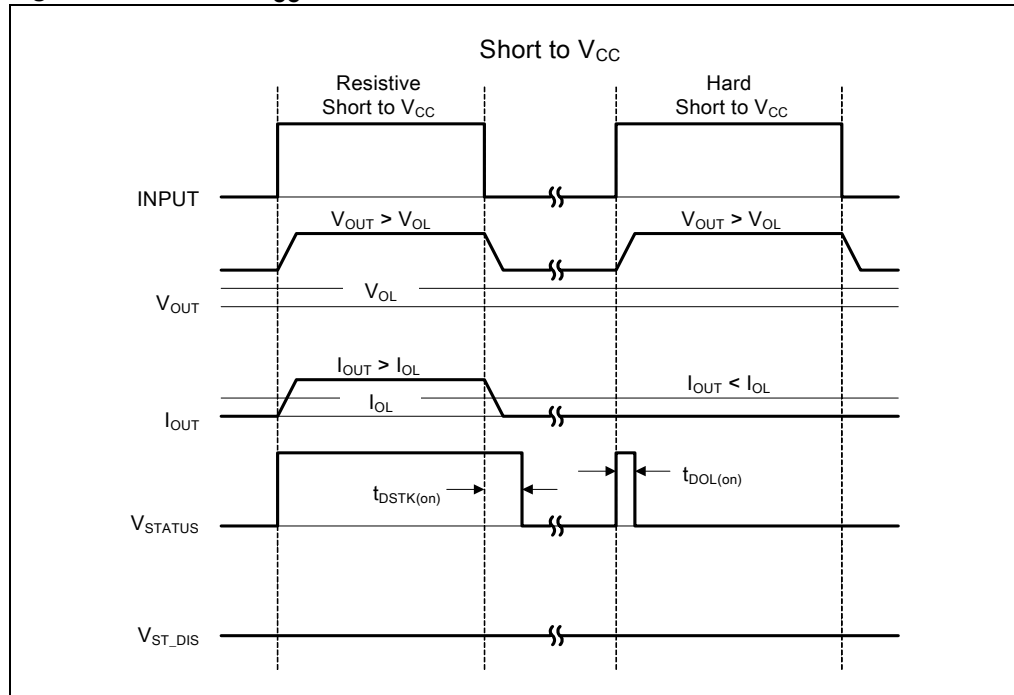 Short to VCC
Resistive
Short to VCC
Hard
Short to VCC
INPUT
VOUT > VOL
VOUT > VOL
VOL
VOUT
IOUT > IOL
IOUT < IOL
IOL
IOUT
tDSTK(on)
tDOL(on)
VSTATUS
VST_DIS